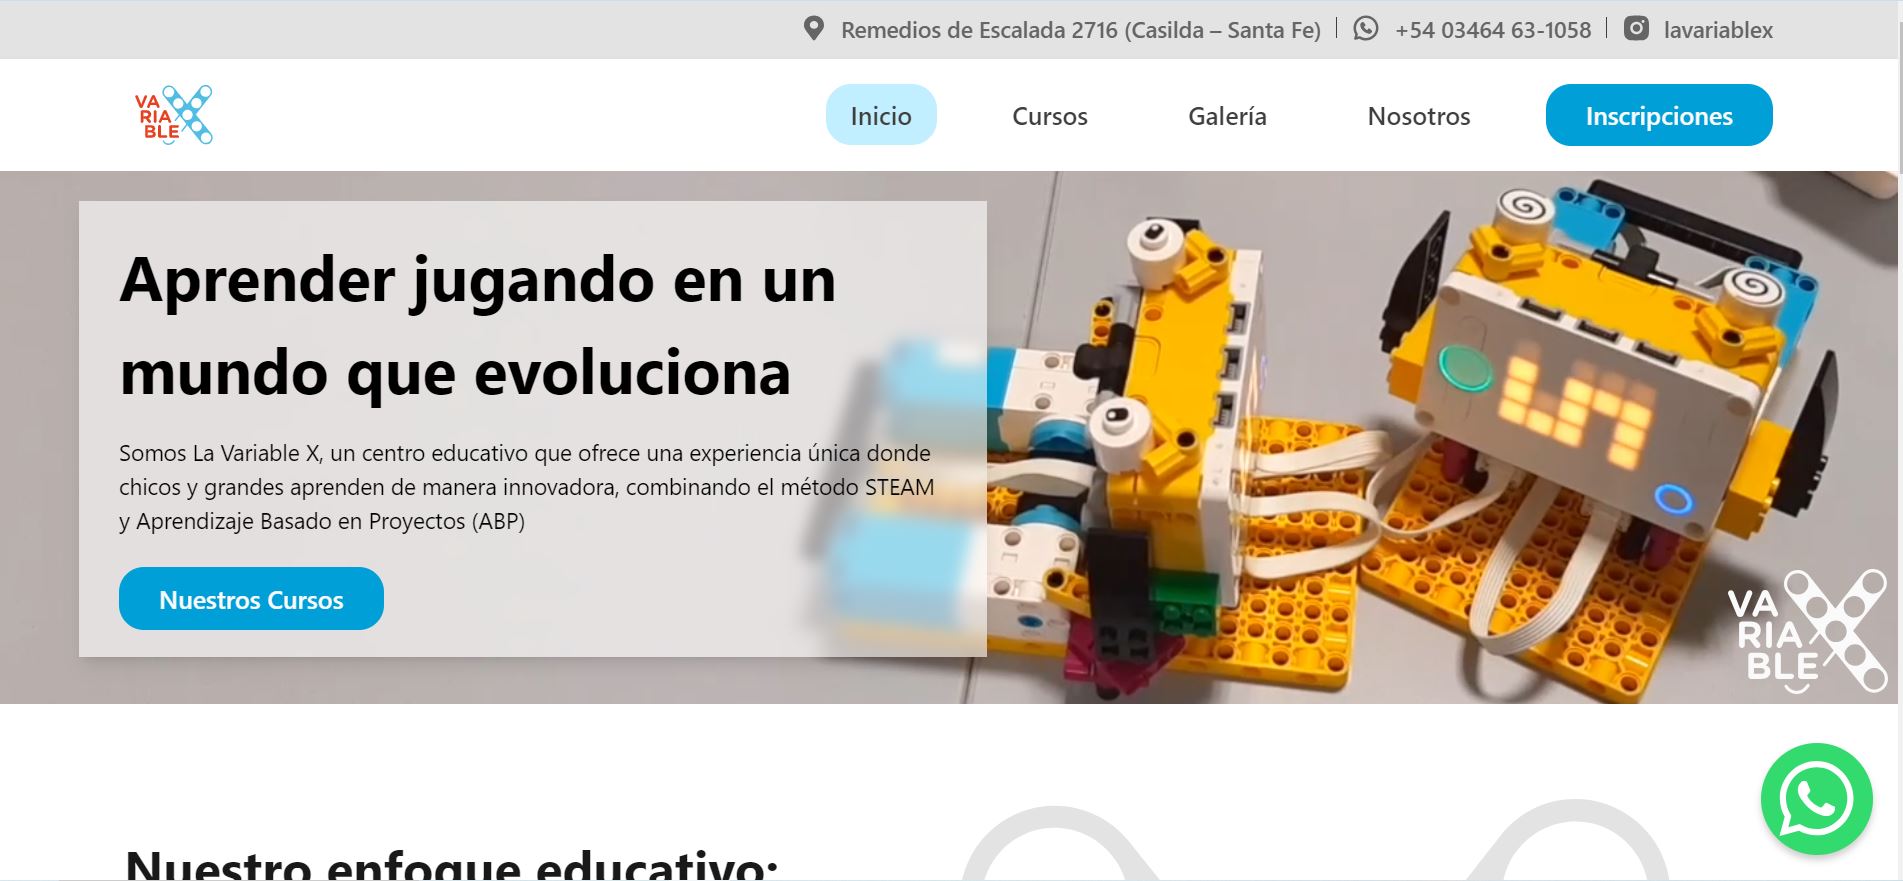 Remedios de Escalada 2716 (Casilda – Santa Fe)
+54 03464 63-1058
lavariablex
VA
RIA
BLE
Inicio
Cursos
Galería
Nosotros
Inscripciones
Aprender jugando en un
mundo que evoluciona
Somos La Variable X, un centro educativo que ofrece una experiencia única donde
chicos y grandes aprenden de manera innovadora, combinando el método STEAM
y Aprendizaje Basado en Proyectos (ABP)
Nuestros Cursos
VA
RIA
BLE
Nuestro enfoque educativo: